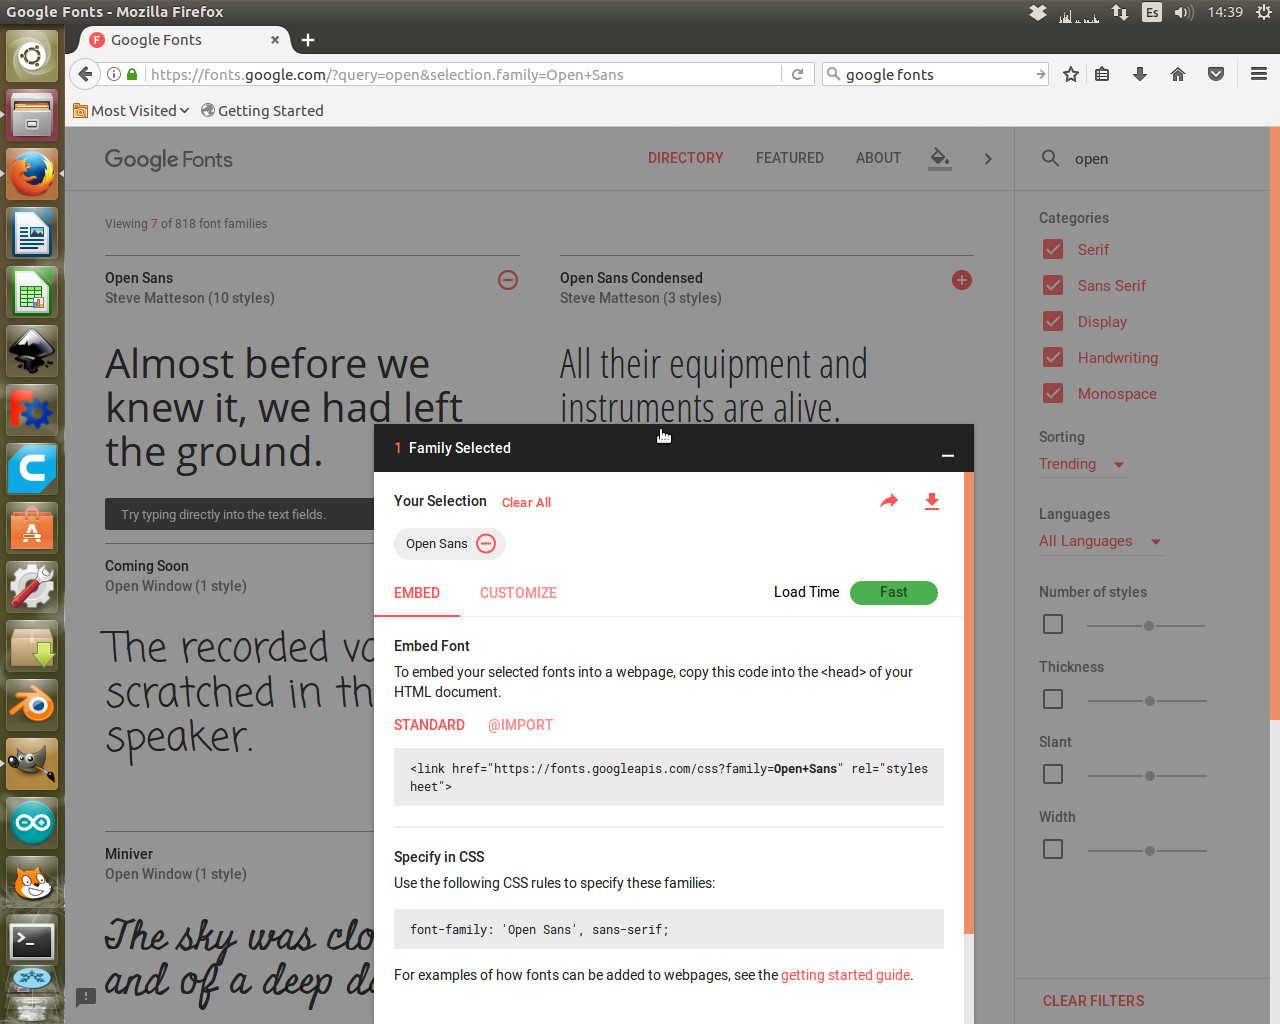 Google Fonts - Mozilla Firefox
Es
14:39
Google Fonts
https://fonts.google.com/?query=open&selection.family=Open+Sans
google fonts
Most Visited
Getting Started
Google Fonts
DIRECTORY
FEATURED
ABOUT
open
Viewing 7 of 818 font families
Open Sans
Steve Matteson (10 styles)
Almost before we
knew it, we had left
the ground.
Try typing directly into the text fields.
Open Sans Condensed
Steve Matteson (3 styles)
All their equipment and
instruments are alive.
Coming Soon
Open Window (1 style)
The recorded vo
scratched in th
speaker.
Miniver
Open Window (1 style)
The sky was clo
and of a deep da
1 Family Selected
Your Selection
Clear All
Open Sans
EMBED
CUSTOMIZE
Load Time
Fast
Embed Font
To embed your selected fonts into a webpage, copy this code into the <head> of your
HTML document.
STANDARD
@IMPORT
<link href="https://fonts.googleapis.com/css?family=Open+Sans" rel="styles
heet">
Specify in CSS
Use the following CSS rules to specify these families:
font-family: 'Open Sans', sans-serif;
For examples of how fonts can be added to webpages, see the getting started guide.
Categories
Serif
Sans Serif
Display
Handwriting
Monospace
Sorting
Trending
Languages
All Languages
Number of styles
Thickness
Slant
Width
CLEAR FILTERS